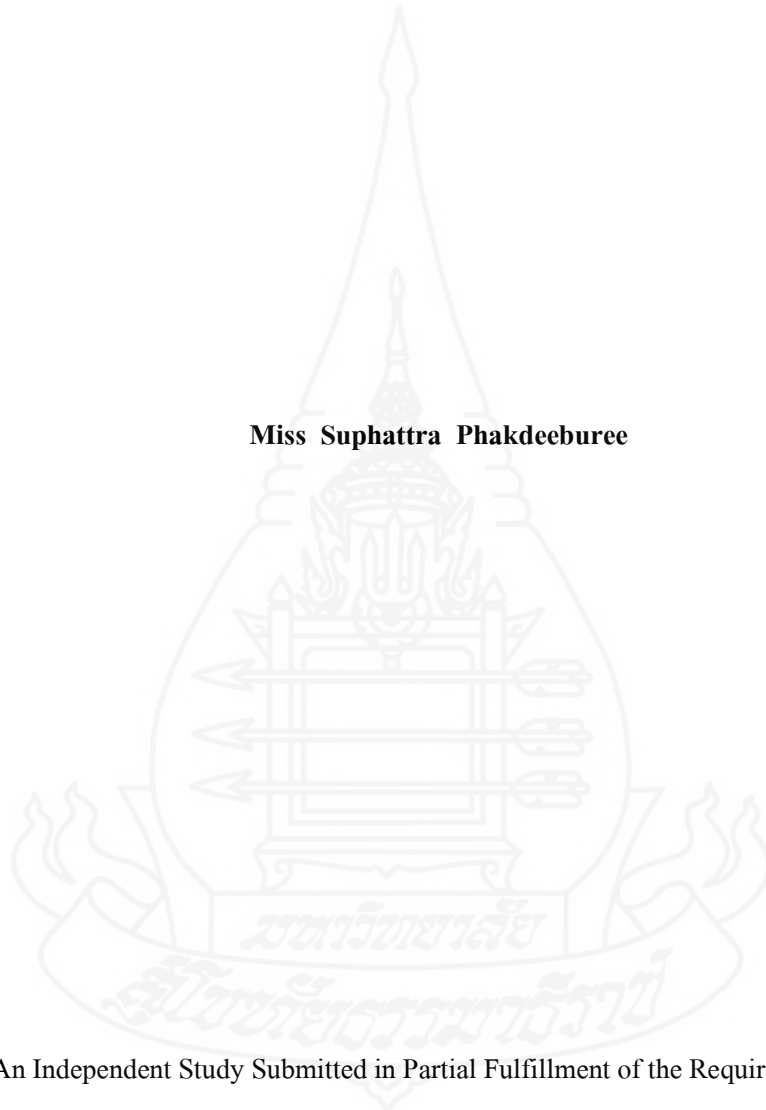 Miss Suphattra Phakdeeburee
มหาวิทยาลัย
สุโขทัยธรรมาธิราช
An Independent Study Submitted in Partial Fulfillment of the Requir